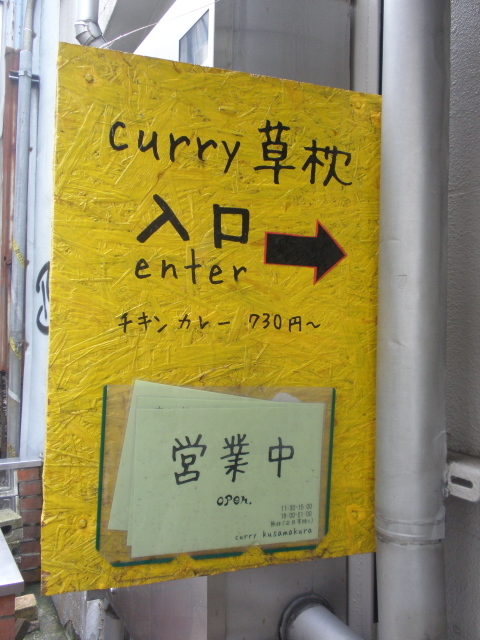 curry 草枕
入口
enter
チキンカレー 730円～
営業中
open.
curry kusamakura